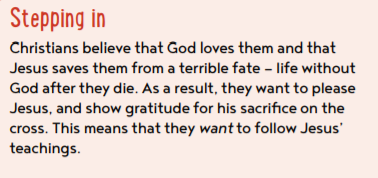 Stepping in
Christians believe that God loves them and that
Jesus saves them from a terrible fate – life without
God after they die. As a result, they want to please
Jesus, and show gratitude for his sacrifice on the
cross. This means that they want to follow Jesus’
teachings.